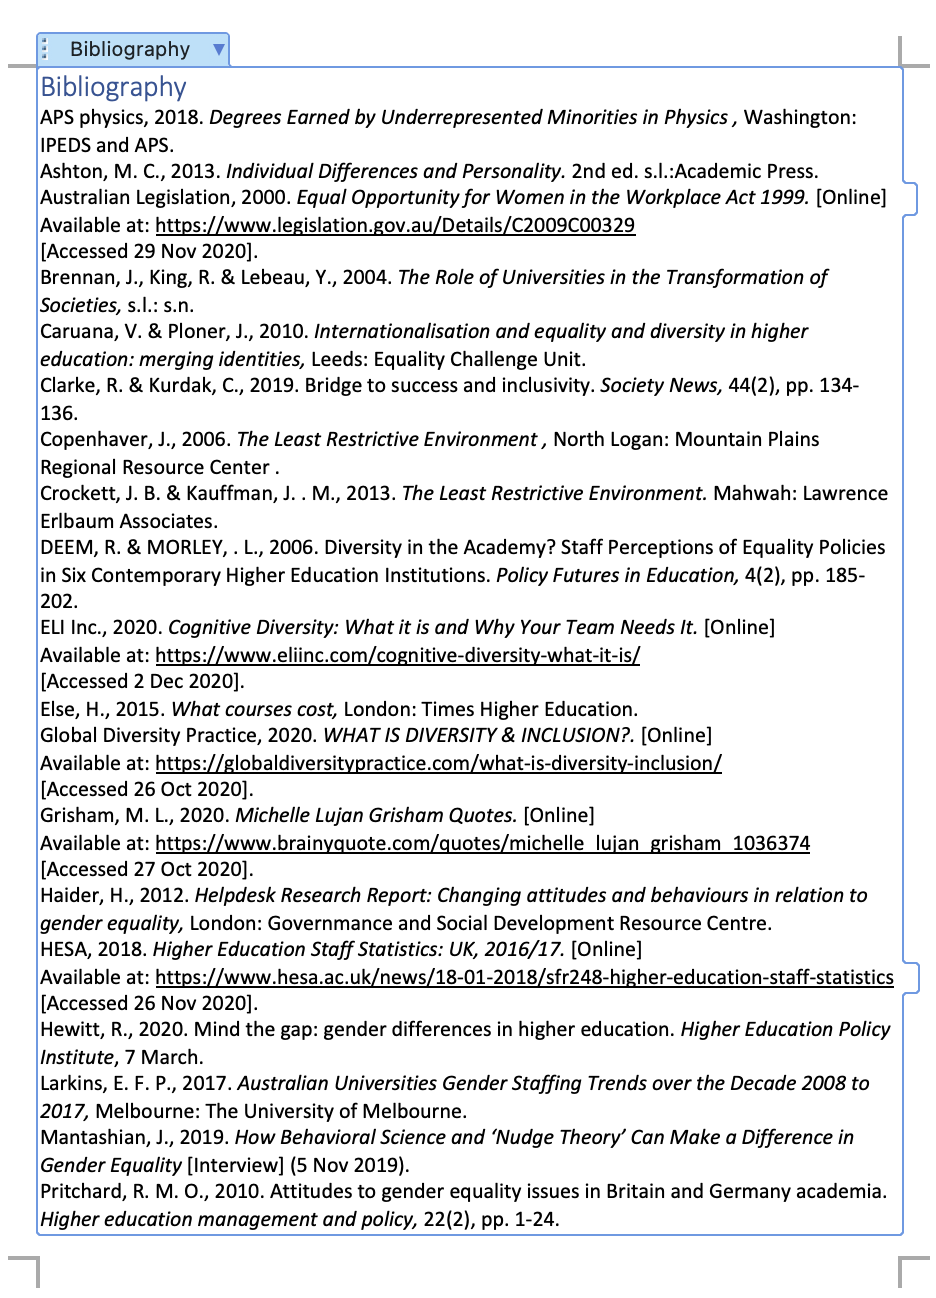 Bibliography
Bibliography
APS physics, 2018. Degrees Earned by Underrepresented Minorities in Physics , Washington:
IPEDS and APS.
Ashton, M. C., 2013. Individual Differences and Personality. 2nd ed. s.l.:Academic Press.
Australian Legislation, 2000. Equal Opportunity for Women in the Workplace Act 1999. [Online]
Available at: https://www.legislation.gov.au/Details/C2009C00329
[Accessed 29 Nov 2020].
Brennan, J., King, R. & Lebeau, Y., 2004. The Role of Universities in the Transformation of
Societies, s.l.: s.n.
Caruana, V. & Ploner, J., 2010. Internationalisation and equality and diversity in higher
education: merging identities, Leeds: Equality Challenge Unit.
Clarke, R. & Kurdak, C., 2019. Bridge to success and inclusivity. Society News, 44(2), pp. 134-
136.
Copenhaver, J., 2006. The Least Restrictive Environment , North Logan: Mountain Plains
Regional Resource Center .
Crockett, J. B. & Kauffman, J. . M., 2013. The Least Restrictive Environment. Mahwah: Lawrence
Erlbaum Associates.
DEEM, R. & MORLEY, . L., 2006. Diversity in the Academy? Staff Perceptions of Equality Policies
in Six Contemporary Higher Education Institutions. Policy Futures in Education, 4(2), pp. 185-
202.
ELI Inc., 2020. Cognitive Diversity: What it is and Why Your Team Needs It. [Online]
Available at: https://www.eliinc.com/cognitive-diversity-what-it-is/
[Accessed 2 Dec 2020].
Else, H., 2015. What courses cost, London: Times Higher Education.
Global Diversity Practice, 2020. WHAT IS DIVERSITY & INCLUSION?. [Online]
Available at: https://globaldiversitypractice.com/what-is-diversity-inclusion/
[Accessed 26 Oct 2020].
Grisham, M. L., 2020. Michelle Lujan Grisham Quotes. [Online]
Available at: https://www.brainyquote.com/quotes/michelle_lujan_grisham_1036374
[Accessed 27 Oct 2020].
Haider, H., 2012. Helpdesk Research Report: Changing attitudes and behaviours in relation to
gender equality, London: Governmance and Social Development Resource Centre.
HESA, 2018. Higher Education Staff Statistics: UK, 2016/17. [Online]
Available at: https://www.hesa.ac.uk/news/18-01-2018/sfr248-higher-education-staff-statistics
[Accessed 26 Nov 2020].
Hewitt, R., 2020. Mind the gap: gender differences in higher education. Higher Education Policy
Institute, 7 March.
Larkins, E. F. P., 2017. Australian Universities Gender Staffing Trends over the Decade 2008 to
2017, Melbourne: The University of Melbourne.
Mantashian, J., 2019. How Behavioral Science and ‘Nudge Theory’ Can Make a Difference in
Gender Equality [Interview] (5 Nov 2019).
Pritchard, R. M. O., 2010. Attitudes to gender equality issues in Britain and Germany academia.
Higher education management and policy, 22(2), pp. 1-24.